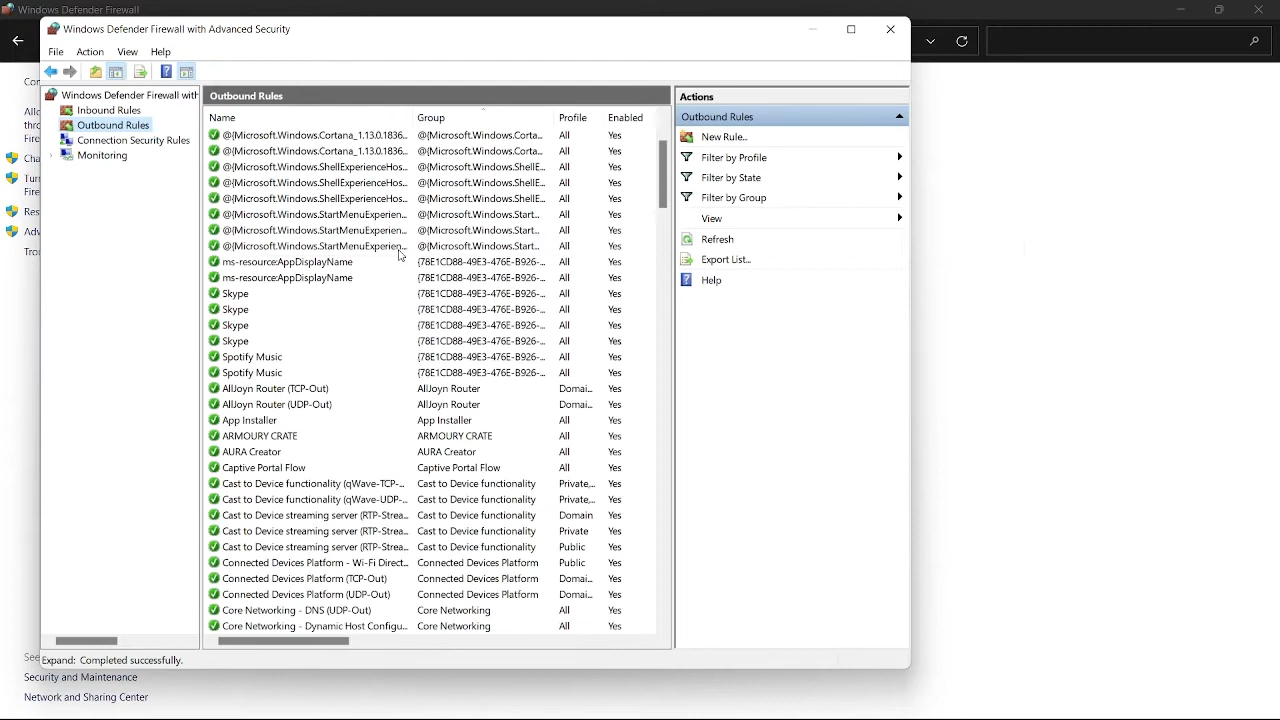 Windows Defender Firewall
Windows Defender Firewall with Advanced Security
File Action View Help
Windows Defender Firewall with
Inbound Rules
Outbound Rules
Connection Security Rules
Monitoring
Outbound Rules
Name Group Profile Enabled
@{Microsoft.Windows.Cortana_1.13.0.1836... @{Microsoft.Windows.Corta... All Yes
@{Microsoft.Windows.Cortana_1.13.0.1836... @{Microsoft.Windows.Corta... All Yes
@{Microsoft.Windows.ShellExperienceHos... @{Microsoft.Windows.ShellE... All Yes
@{Microsoft.Windows.ShellExperienceHos... @{Microsoft.Windows.ShellE... All Yes
@{Microsoft.Windows.ShellExperienceHos... @{Microsoft.Windows.ShellE... All Yes
@{Microsoft.Windows.StartMenuExperien... @{Microsoft.Windows.Start... All Yes
@{Microsoft.Windows.StartMenuExperien... @{Microsoft.Windows.Start... All Yes
@{Microsoft.Windows.StartMenuExperien... @{Microsoft.Windows.Start... All Yes
ms-resource:AppDisplayName {78E1CD88-49E3-476E-B926-... All Yes
ms-resource:AppDisplayName {78E1CD88-49E3-476E-B926-... All Yes
Skype {78E1CD88-49E3-476E-B926-... All Yes
Skype {78E1CD88-49E3-476E-B926-... All Yes
Skype {78E1CD88-49E3-476E-B926-... All Yes
Skype {78E1CD88-49E3-476E-B926-... All Yes
Spotify Music {78E1CD88-49E3-476E-B926-... All Yes
Spotify Music {78E1CD88-49E3-476E-B926-... All Yes
AllJoyn Router (TCP-Out) AllJoyn Router Domai... Yes
AllJoyn Router (UDP-Out) AllJoyn Router Domai... Yes
App Installer App Installer All Yes
ARMOURY CRATE ARMOURY CRATE All Yes
AURA Creator AURA Creator All Yes
Captive Portal Flow Captive Portal Flow All Yes
Cast to Device functionality (qWave-TCP-... Cast to Device functionality Private,... Yes
Cast to Device functionality (qWave-UDP-... Cast to Device functionality Private,... Yes
Cast to Device streaming server (RTP-Strea... Cast to Device functionality Domain Yes
Cast to Device streaming server (RTP-Strea... Cast to Device functionality Private Yes
Cast to Device streaming server (RTP-Strea... Cast to Device functionality Public Yes
Connected Devices Platform - Wi-Fi Direct... Connected Devices Platform Public Yes
Connected Devices Platform (TCP-Out) Connected Devices Platform Domai... Yes
Connected Devices Platform (UDP-Out) Connected Devices Platform Domai... Yes
Core Networking - DNS (UDP-Out) Core Networking All Yes
Core Networking - Dynamic Host Configu... Core Networking All Yes
Actions
Outbound Rules
New Rule...
Filter by Profile
Filter by State
Filter by Group
View
Refresh
Export List...
Help
Expand: Completed successfully.
See
Security and Maintenance
Network and Sharing Center